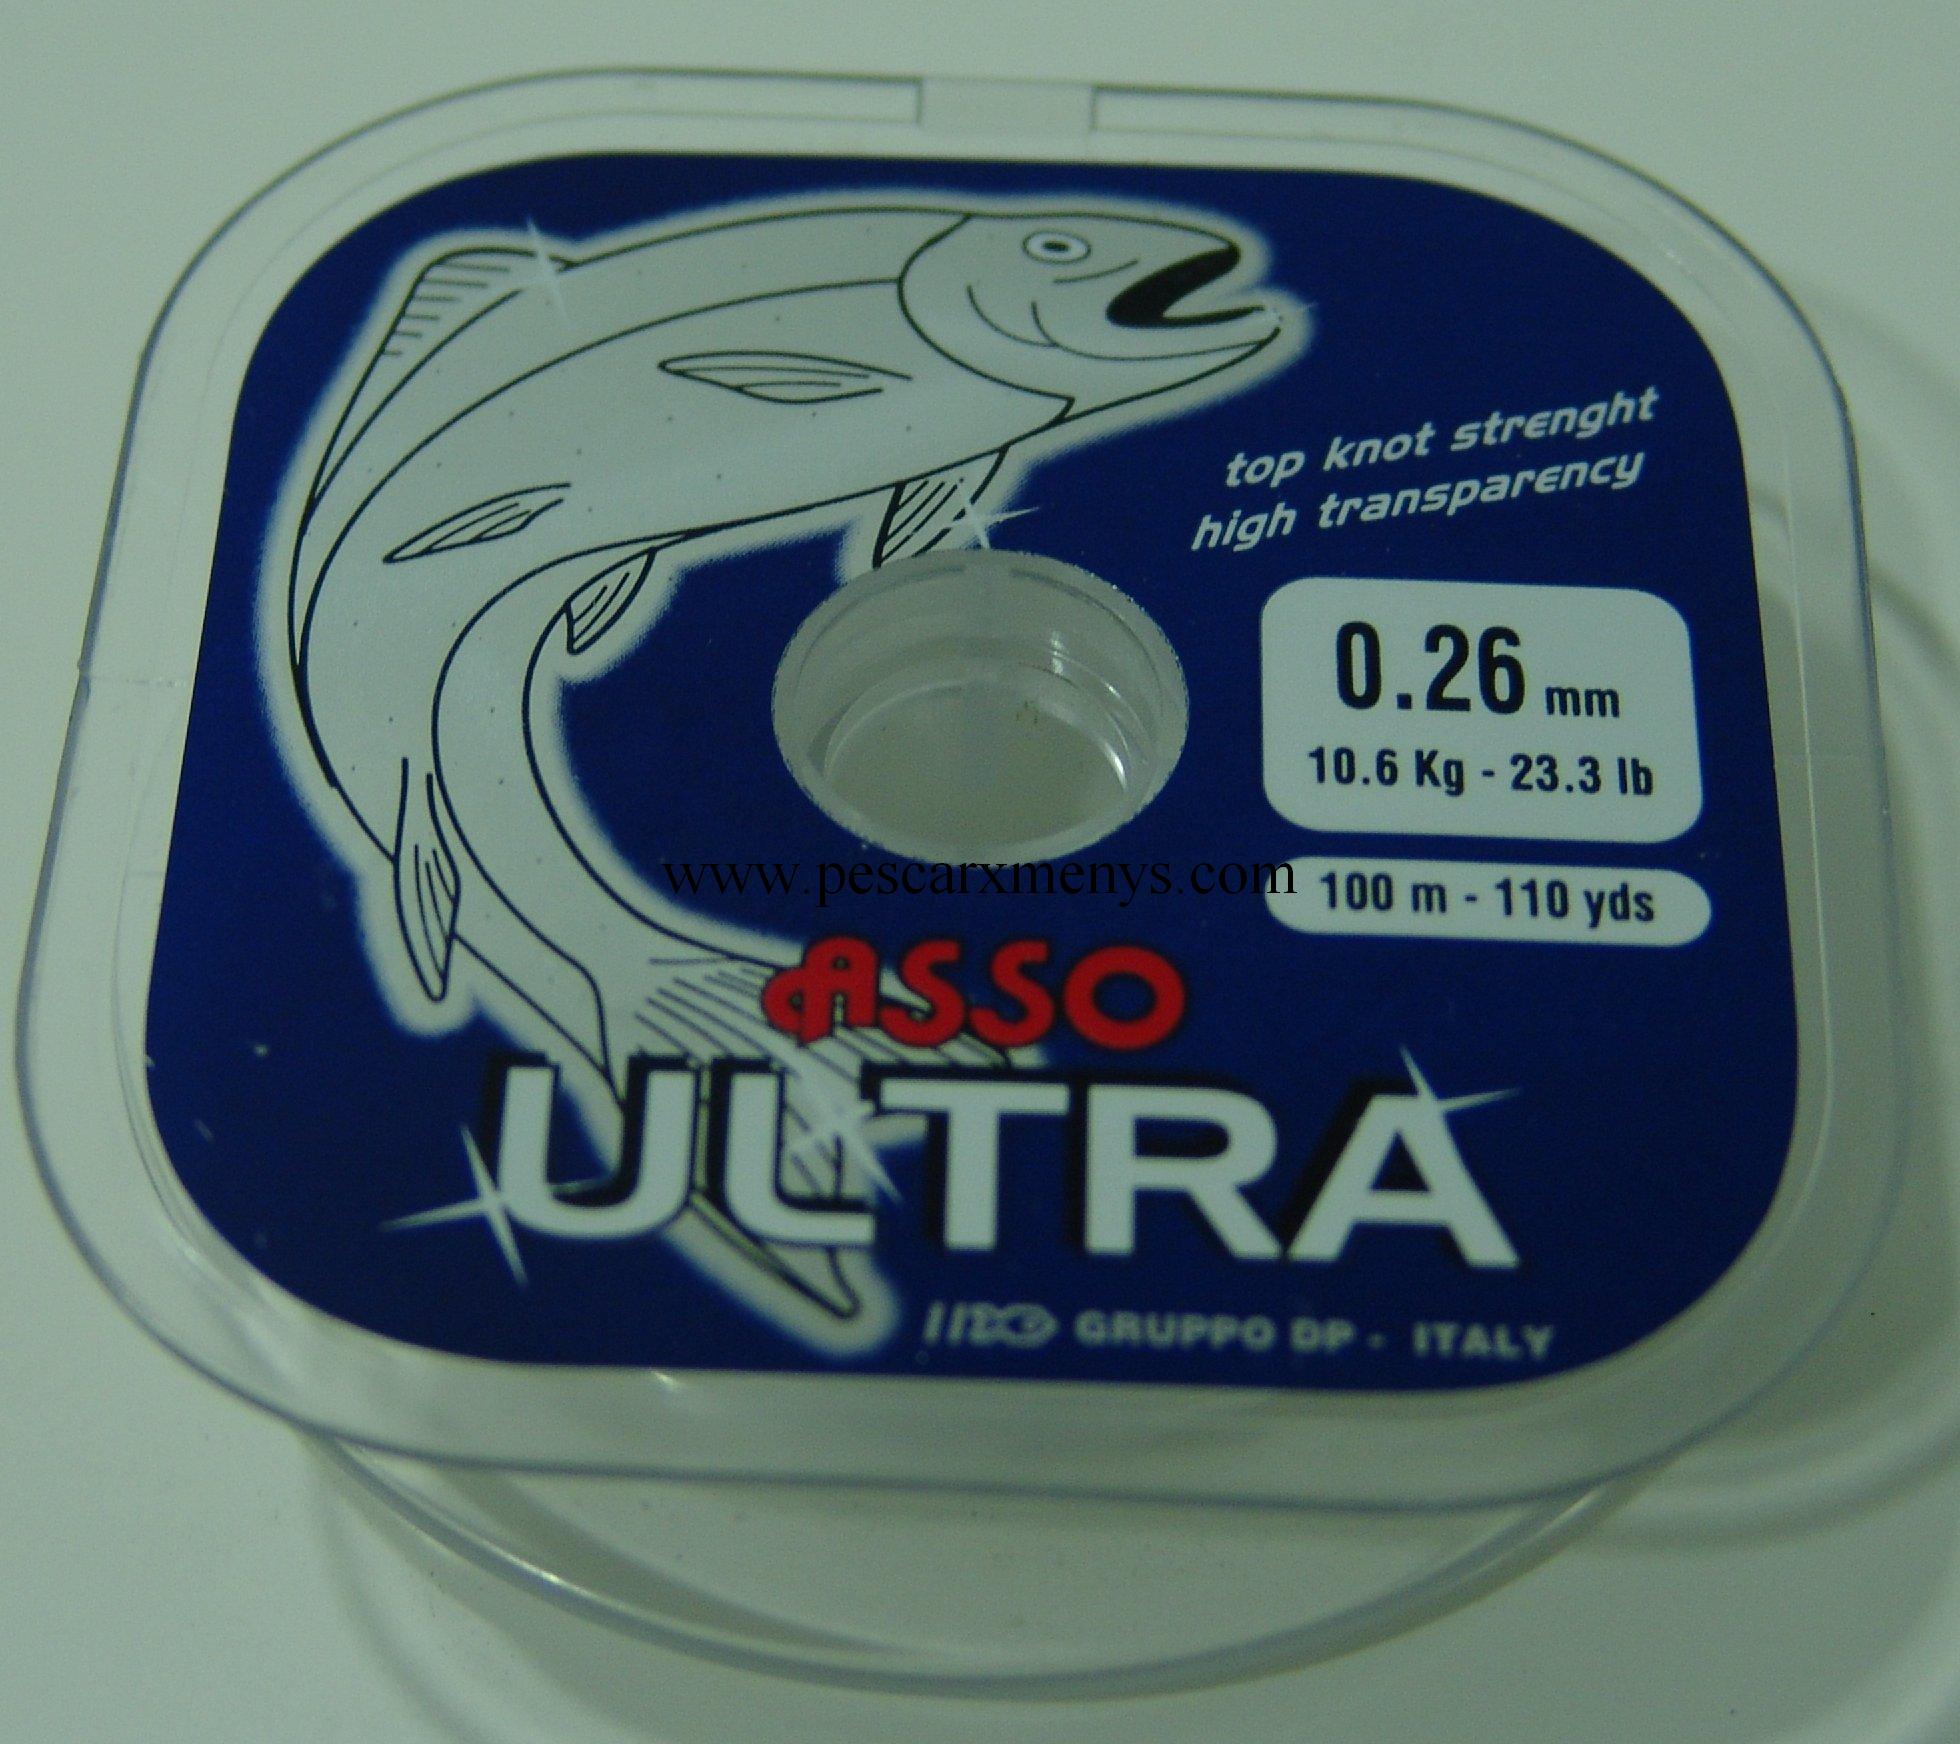 top knot strenght
high transparency
0.26 mm
10.6 Kg - 23.3 lb
www.pescarxmenys.com
100 m - 110 yds
ASSO
ULTRA
GRUPPO DP - ITALY